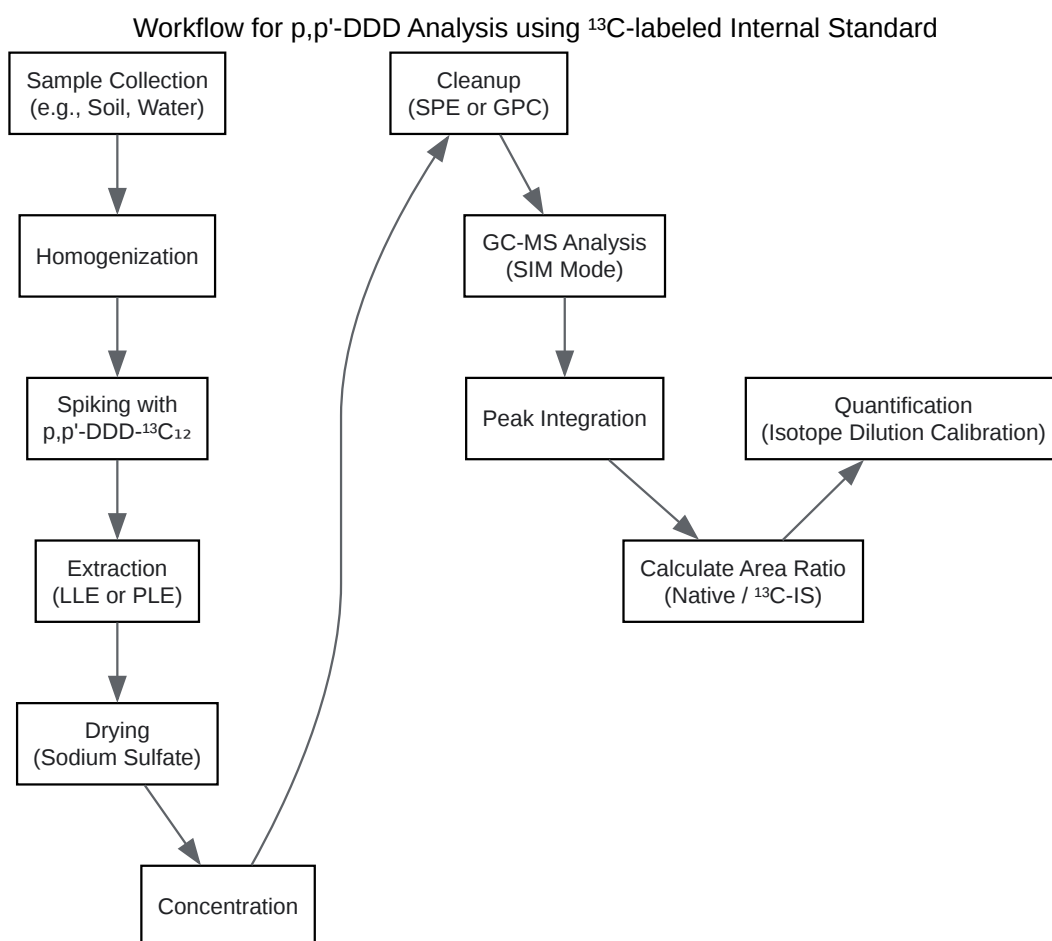 Workflow for p,p'-DDD Analysis using ¹³C-labeled Internal Standard
Sample Collection
(e.g., Soil, Water)
Homogenization
Spiking with
p,p'-DDD-¹³C₁₂
Extraction
(LLE or PLE)
Drying
(Sodium Sulfate)
Concentration
Cleanup
(SPE or GPC)
GC-MS Analysis
(SIM Mode)
Peak Integration
Calculate Area Ratio
(Native / ¹³C-IS)
Quantification
(Isotope Dilution Calibration)